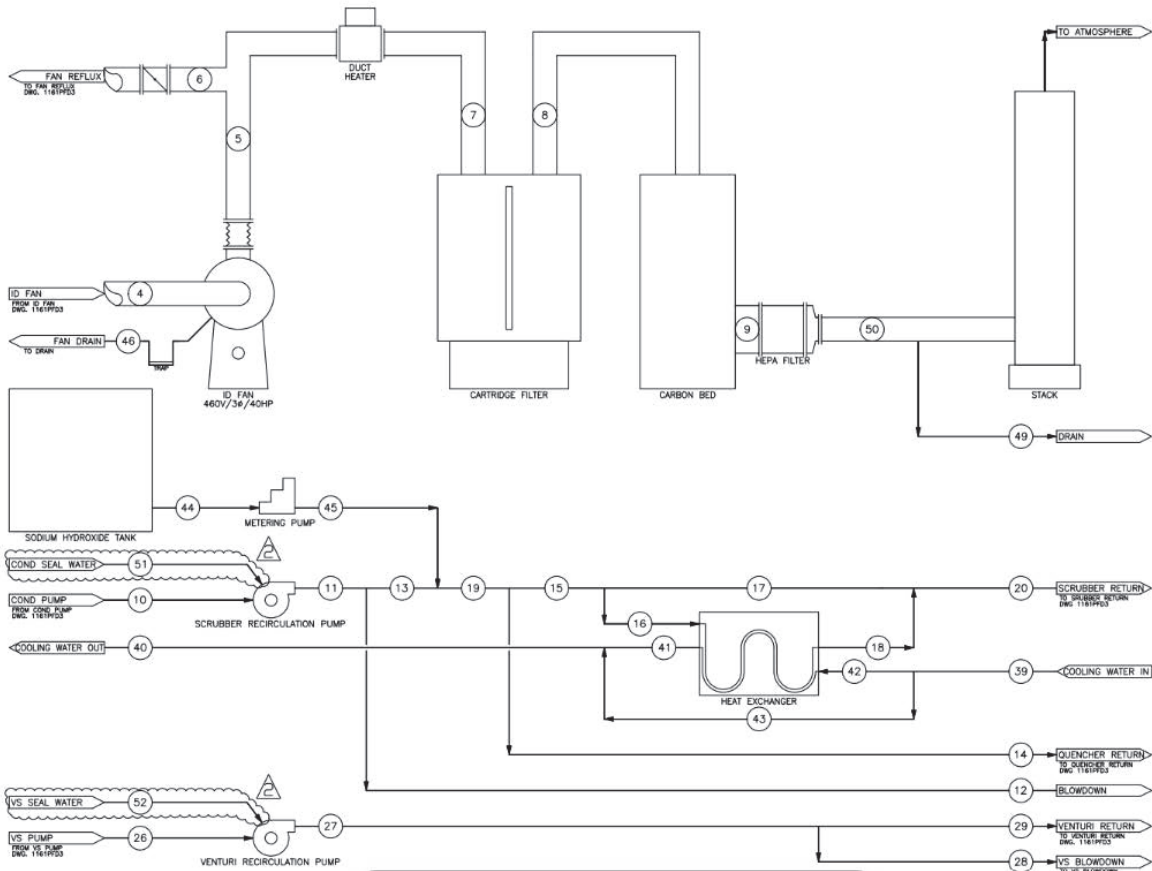 TO ATMOSPHERE
DUCT
HEATER
FAN REFLUX
TO FAN REFLUX
DWG. 1161PFD3
6
5
7
8
ID FAN
FROM ID FAN
DWG. 1161PFD3
4
9
50
HEPA FILTER
FAN DRAIN
TO DRAIN
46
TRAP
ID FAN
460V/3ø/40HP
CARTRIDGE FILTER
CARBON BED
STACK
49
DRAIN
44
45
METERING PUMP
SODIUM HYDROXIDE TANK
2
COND SEAL WATER
51
COND PUMP
FROM COND PUMP
DWG. 1161PFD3
10
11
13
19
15
17
20
SCRUBBER RETURN
TO SRUBBER RETURN
DWG 1161PFD3
SCRUBBER RECIRCULATION PUMP
16
COOLING WATER OUT
40
41
18
42
39
COOLING WATER IN
HEAT EXCHANGER
43
14
QUENCHER RETURN
TO QUENCHER RETURN
DWG 1161PFD3
2
12
BLOWDOWN
VS SEAL WATER
52
VS PUMP
FROM VS PUMP
DWG. 1161PFD3
26
27
29
VENTURI RETURN
TO VENTURI RETURN
DWG. 1161PFD3
VENTURI RECIRCULATION PUMP
28
VS BLOWDOWN